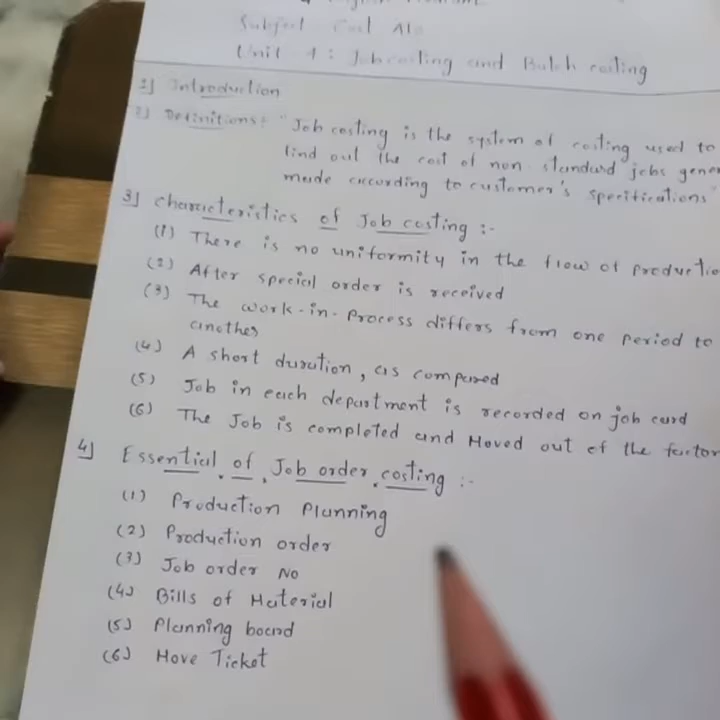 Subject Cost A/c
Unit 1 : Job costing and Batch costing
1] Introduction
2] Definitions : "Job costing is the system of costing used to
find out the cost of non-standard jobs gener
made according to customer's specifications"
3] Characteristics of Job costing :-
(1) There is no uniformity in the flow of productio
(2) After special order is received
(3) The work-in-Process differs from one period to
another
(4) A short duration, as compared
(5) Job in each department is recorded on job card
(6) The Job is completed and Moved out of the factor
4] Essential of Job order costing :-
(1) Production Planning
(2) Production order
(3) Job order No
(4) Bills of Material
(5) Planning board
(6) Move Ticket